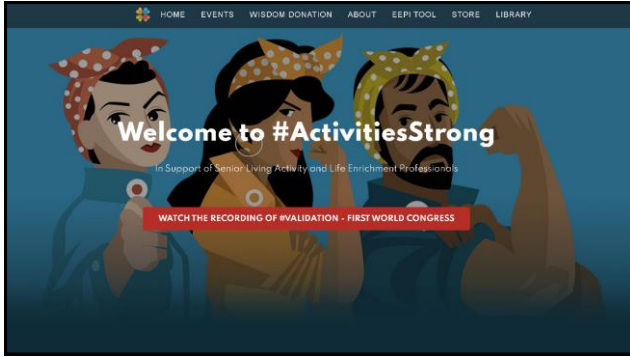 HOME EVENTS WISDOM DONATION ABOUT EEPI TOOL STORE LIBRARY
Welcome to #ActivitiesStrong
In Support of Senior Living Activity and Life Enrichment Professionals
WATCH THE RECORDING OF #VALIDATION - FIRST WORLD CONGRESS